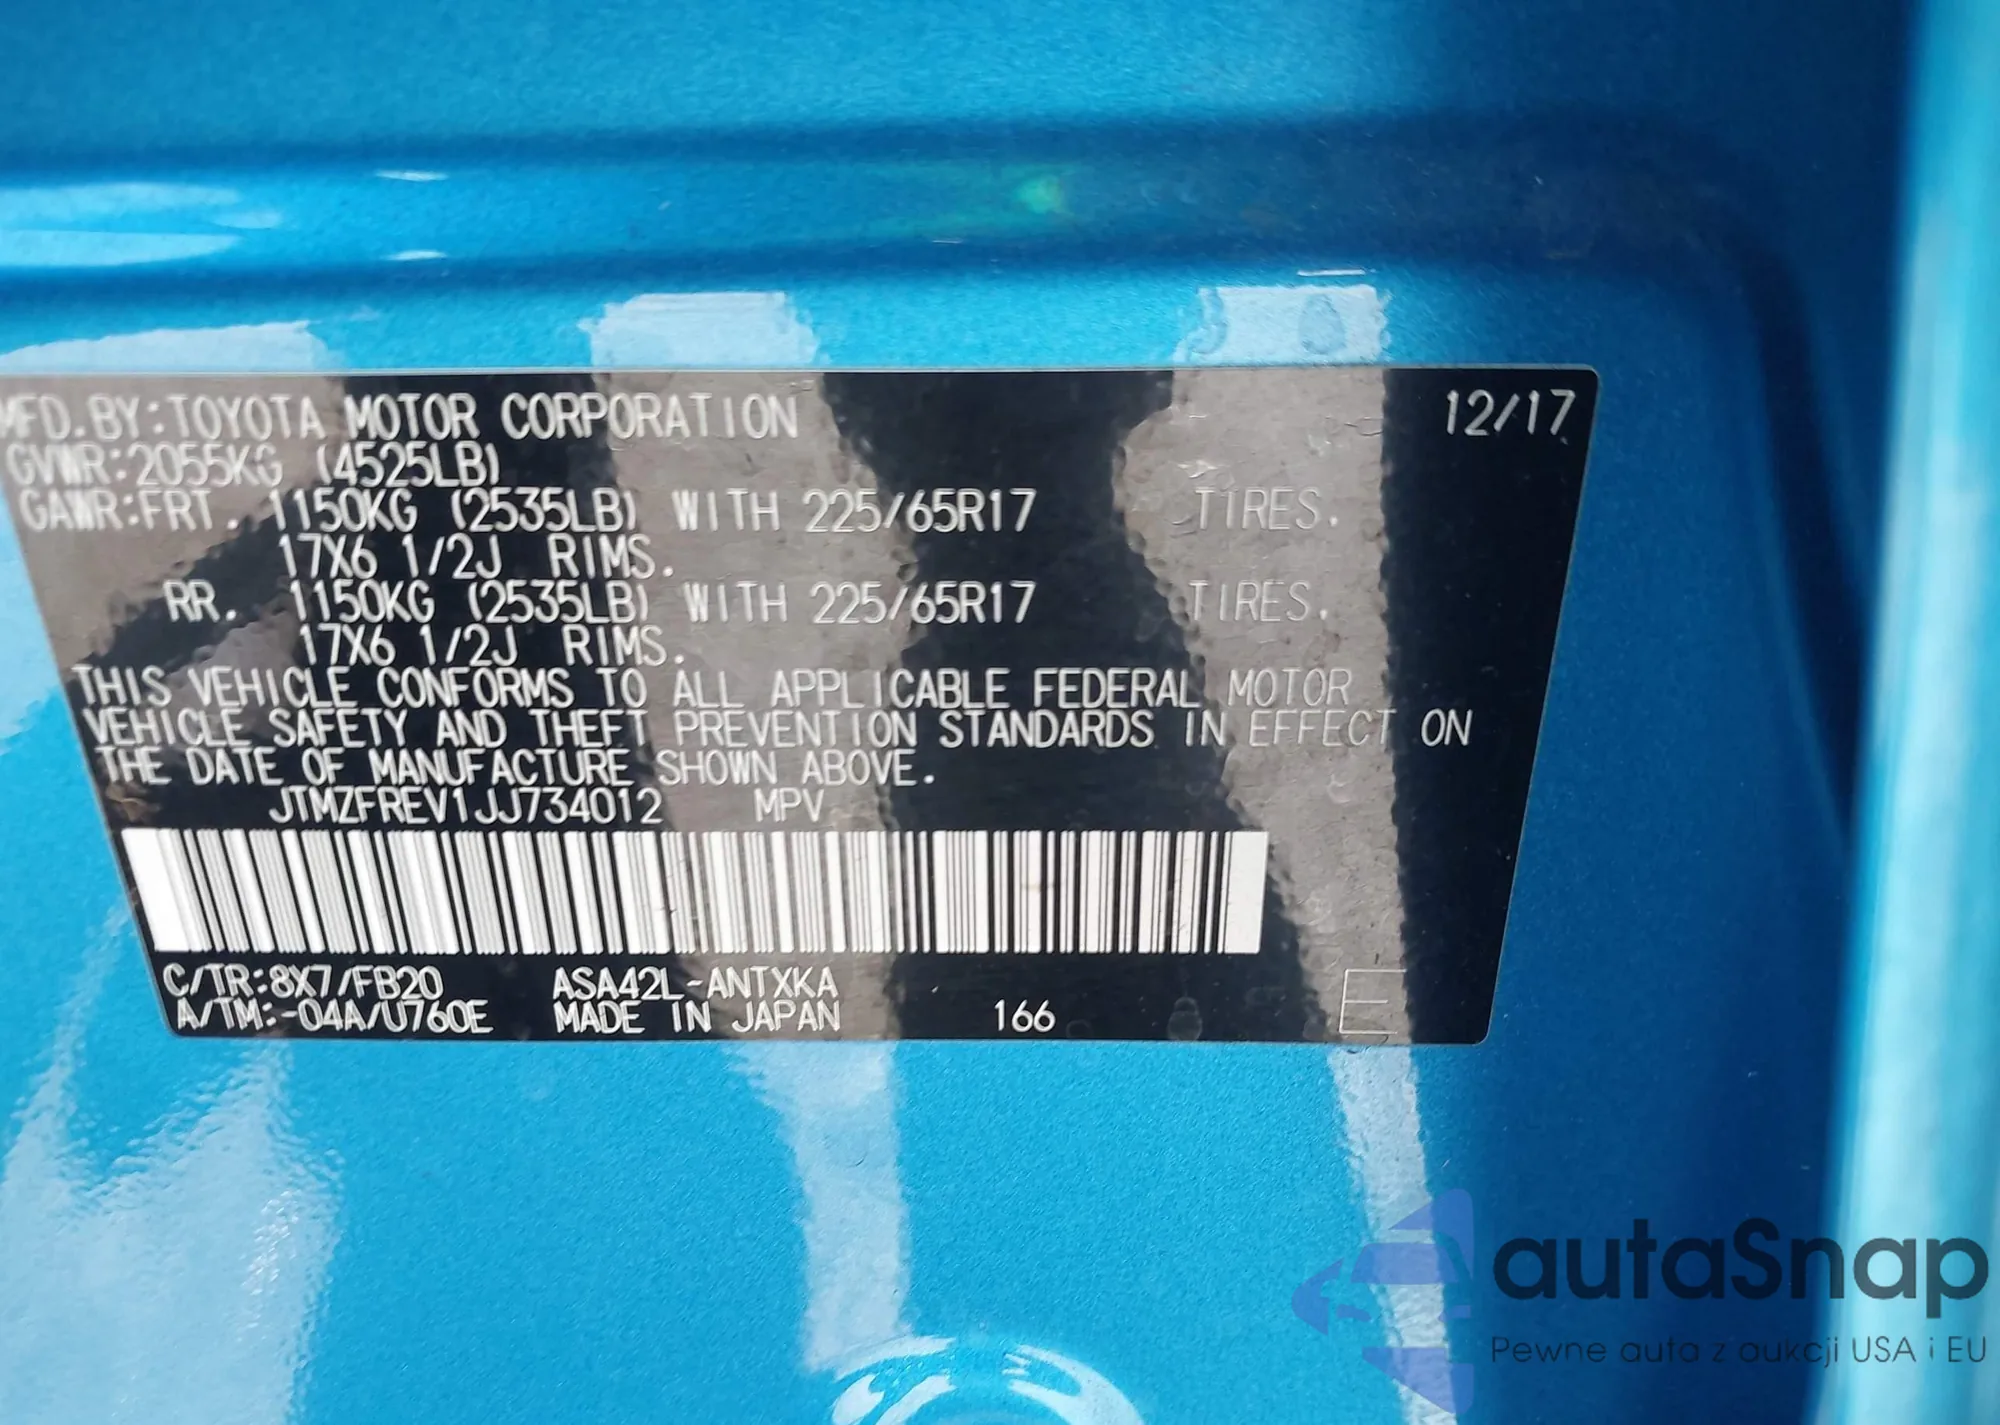 MFD.BY:TOYOTA MOTOR CORPORATION 12/17
GVWR:2055KG (4525LB)
GAWR:FRT. 1150KG (2535LB) WITH 225/65R17 TIRES.
17X6 1/2J RIMS.
RR. 1150KG (2535LB) WITH 225/65R17 TIRES.
17X6 1/2J RIMS.
THIS VEHICLE CONFORMS TO ALL APPLICABLE FEDERAL MOTOR
VEHICLE SAFETY AND THEFT PREVENTION STANDARDS IN EFFECT ON
THE DATE OF MANUFACTURE SHOWN ABOVE.
JTMZFREV1JJ734012 MPV
C/TR:8X7/FB20 ASA42L-ANTXKA
A/TM:-04A/U760E MADE IN JAPAN 166 E
autaSnap
Pewne auta z aukcji USA i EU